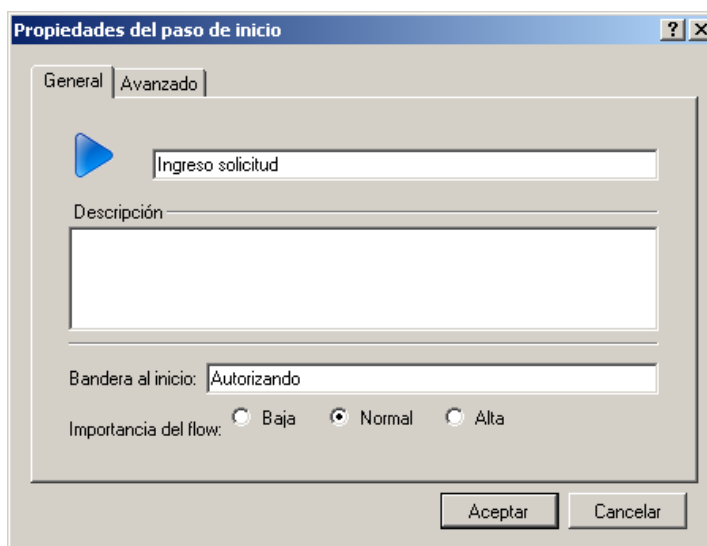 Propiedades del paso de inicio
General Avanzado
Ingreso solicitud
Descripción
Bandera al inicio: Autorizando
Importancia del flow: Baja Normal Alta
Aceptar Cancelar